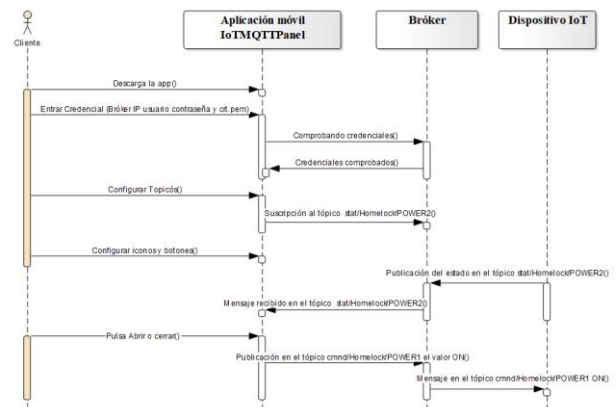 Cliente
Aplicación móvil
IoTMQTTPanel
Bróker
Dispositivo IoT
Descarga la app()
Entrar Credencial (Bróker IP usuario contraseña y crt.pem)
Comprobando credenciales()
Credenciales comprobados()
Configurar Topicós()
Suscripción al tópico stat/Homelock/POWER2()
Configurar iconos y botones()
Publicación del estado en el tópico stat/Homelock/POWER2()
Mensaje recibido en el tópico stat/Homelock/POWER2()
Pulsa Abrir o cerrar()
Publicación en el tópico cmnd/Homelock/POWER1 el valor ON()
Mensaje en el tópico cmnd/Homelock/POWER1 ON()